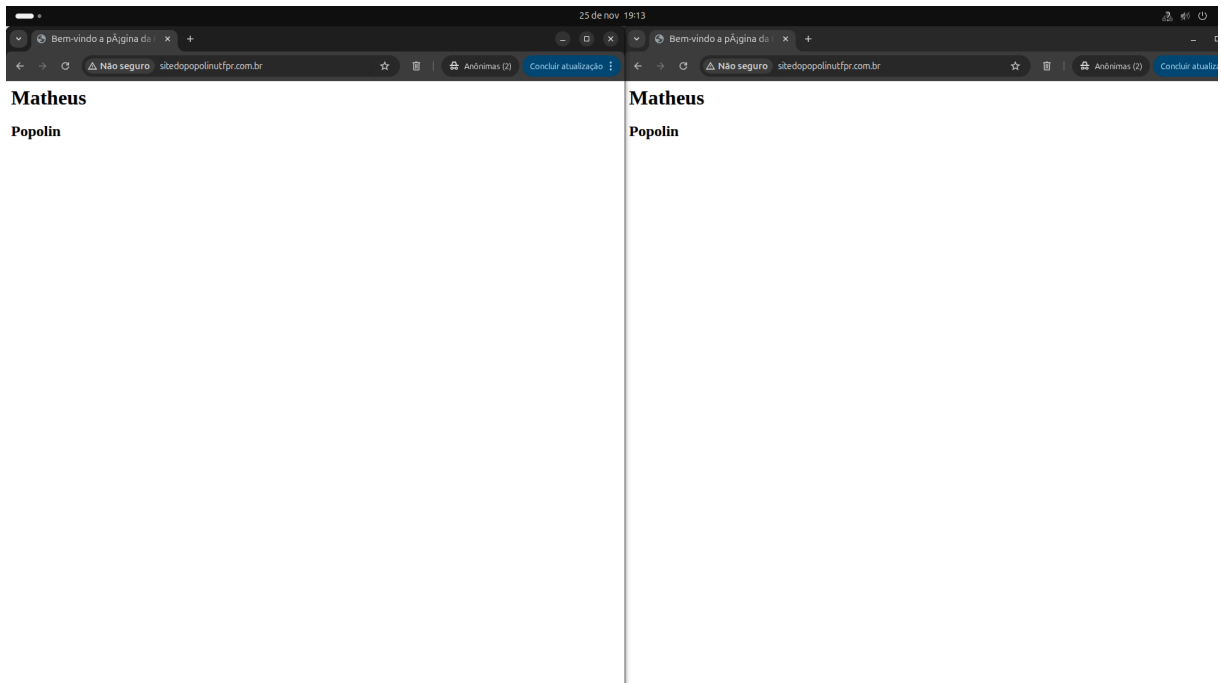 25 de nov 19:13
Bem-vindo a pÃ¡gina da
Não seguro sitedopopolinutfpr.com.br Anônimas (2) Concluir atualização
Matheus
Popolin
Bem-vindo a pÃ¡gina da
Não seguro sitedopopolinutfpr.com.br Anônimas (2) Concluir atualiza
Matheus
Popolin